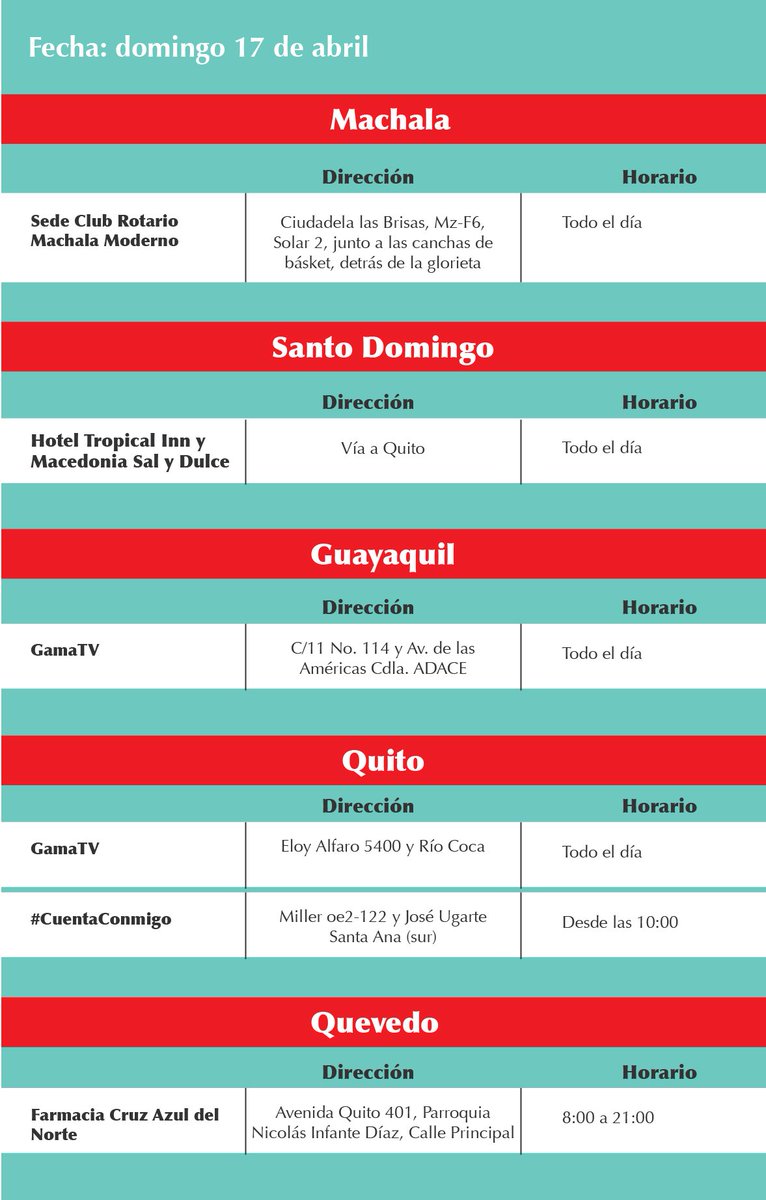 Fecha: domingo 17 de abril
Machala
Dirección
Horario
Sede Club Rotario
Machala Moderno
Ciudadela las Brisas, Mz-F6,
Solar 2, junto a las canchas de
básket, detrás de la glorieta
Todo el día
Santo Domingo
Dirección
Horario
Hotel Tropical Inn y
Macedonia Sal y Dulce
Vía a Quito
Todo el día
Guayaquil
Dirección
Horario
GamaTV
C/11 No. 114 y Av. de las
Américas Cdla. ADACE
Todo el día
Quito
Dirección
Horario
GamaTV
Eloy Alfaro 5400 y Río Coca
Todo el día
#CuentaConmigo
Miller oe2-122 y José Ugarte
Santa Ana (sur)
Desde las 10:00
Quevedo
Dirección
Horario
Farmacia Cruz Azul del
Norte
Avenida Quito 401, Parroquia
Nicolás Infante Díaz, Calle Principal
8:00 a 21:00